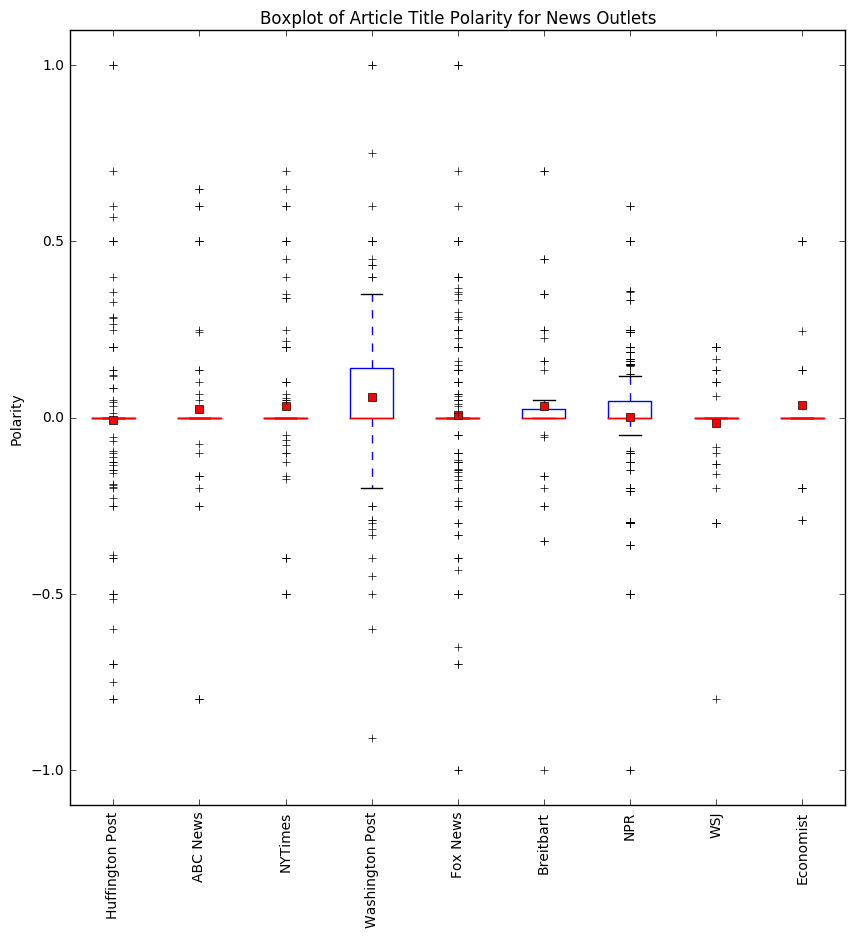 Boxplot of Article Title Polarity for News Outlets
1.0
0.5
0.0
−0.5
−1.0
Polarity
Huffington Post
ABC News
NYTimes
Washington Post
Fox News
Breitbart
NPR
WSJ
Economist